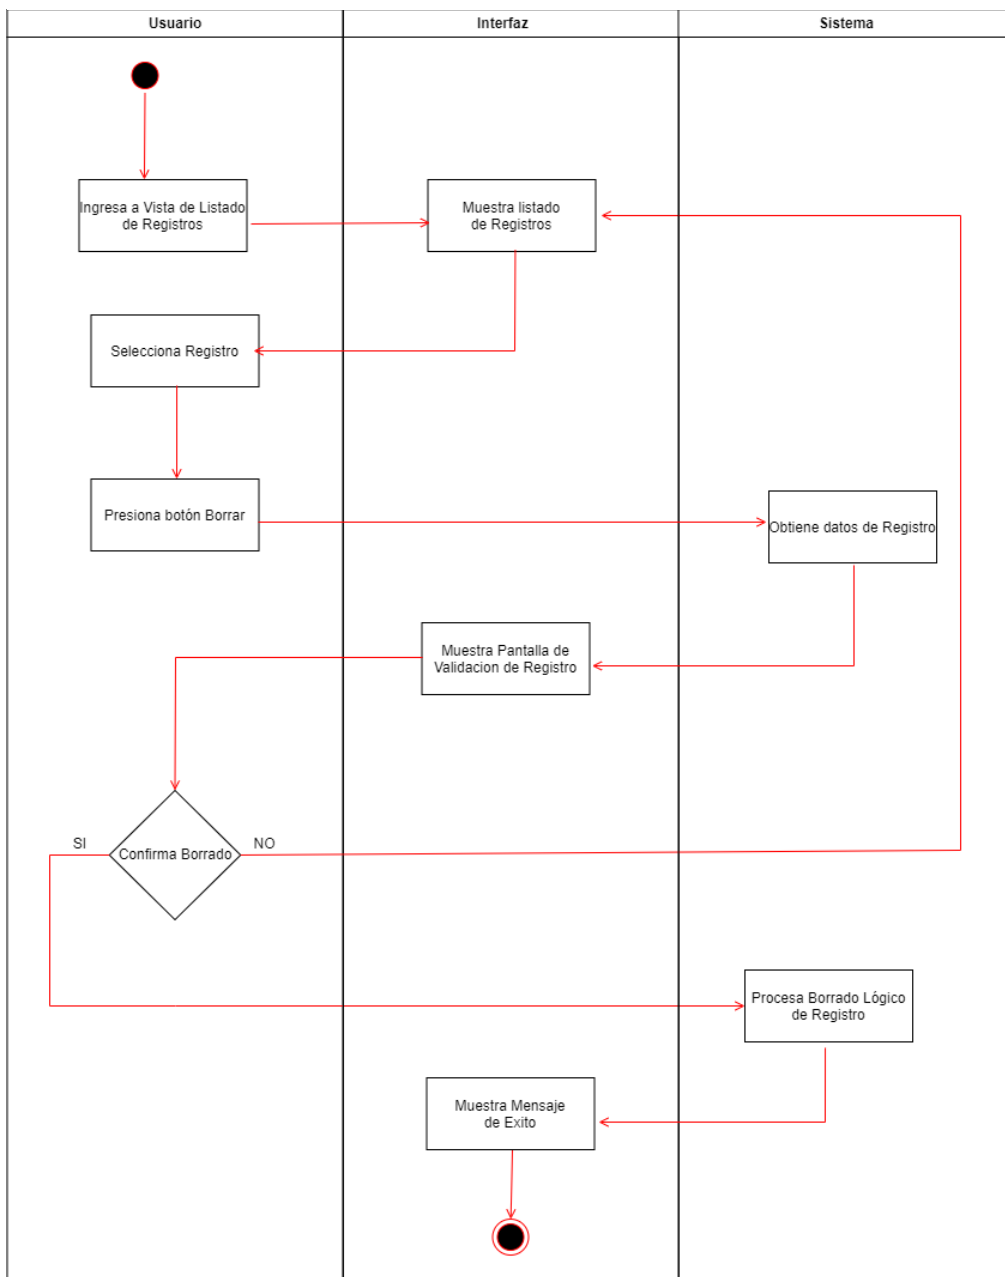 Usuario
Interfaz
Sistema
Ingresa a Vista de Listado
de Registros
Muestra listado
de Registros
Selecciona Registro
Presiona botón Borrar
Obtiene datos de Registro
Muestra Pantalla de
Validacion de Registro
SI
Confirma Borrado
NO
Procesa Borrado Lógico
de Registro
Muestra Mensaje
de Exito